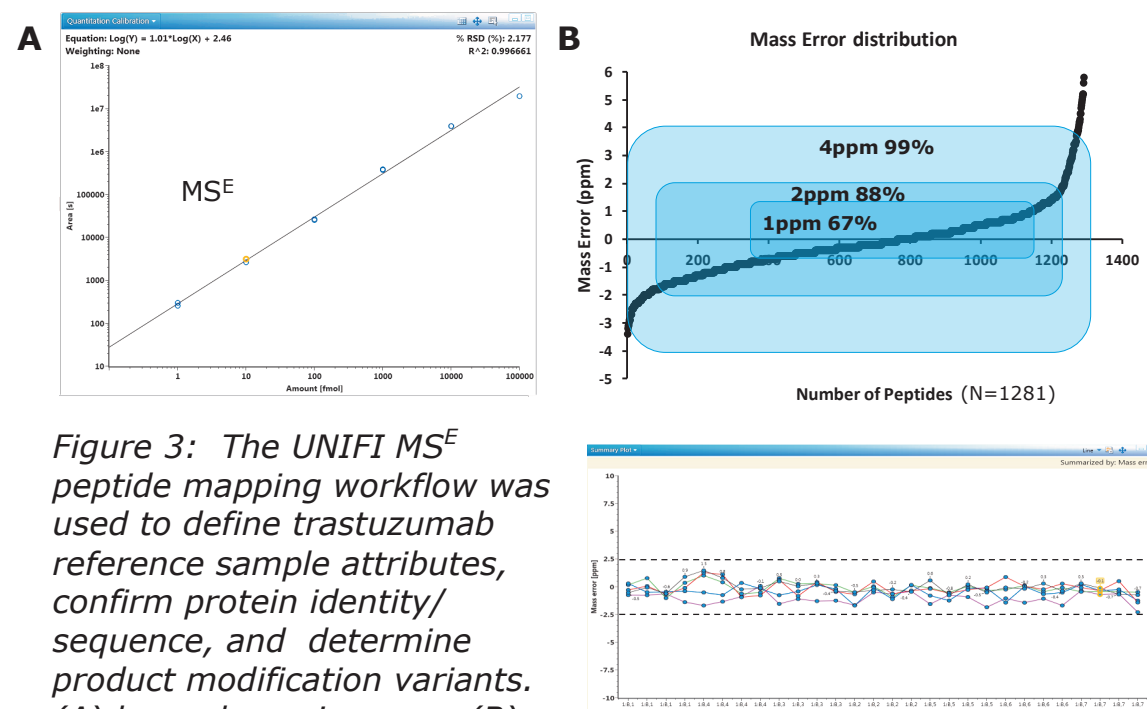 A
Quantitation Calibration
Equation: Log(Y) = 1.01*Log(X) + 2.46
% RSD (%): 2.177
Weighting: None
R^2: 0.996661
1e8
1e7
1e6
100000
10000
1000
100
10
Area [s]
MSE
1
10
100
1000
10000
100000
Amount [fmol]
B
Mass Error distribution
6
5
4
3
2
1
0
-1
-2
-3
-4
-5
Mass Error (ppm)
4ppm 99%
2ppm 88%
1ppm 67%
0
200
400
600
800
1000
1200
1400
Number of Peptides (N=1281)
Figure 3: The UNIFI MSE
peptide mapping workflow was
used to define trastuzumab
reference sample attributes,
confirm protein identity/
sequence, and determine
product modification variants.
Summary Plot
Line
Summarized by: Mass
10
7.5
5
2.5
0
-2.5
-5
-7.5
-10
Mass error [ppm]